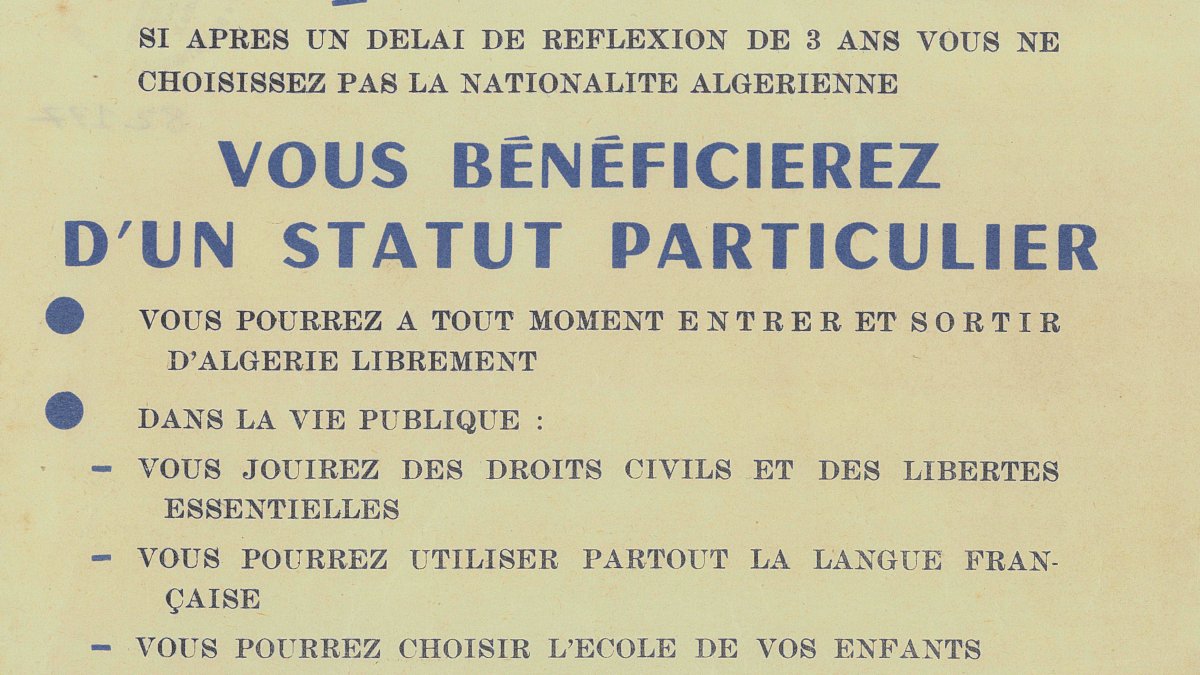 SI APRES UN DELAI DE REFLEXION DE 3 ANS VOUS NE
CHOISISSEZ PAS LA NATIONALITE ALGERIENNE
VOUS BÉNÉFICIEREZ
D'UN STATUT PARTICULIER
VOUS POURREZ A TOUT MOMENT ENTRER ET SORTIR
D'ALGERIE LIBREMENT
DANS LA VIE PUBLIQUE :
– VOUS JOUIREZ DES DROITS CIVILS ET DES LIBERTES
ESSENTIELLES
– VOUS POURREZ UTILISER PARTOUT LA LANGUE FRAN-
ÇAISE
– VOUS POURREZ CHOISIR L'ECOLE DE VOS ENFANTS